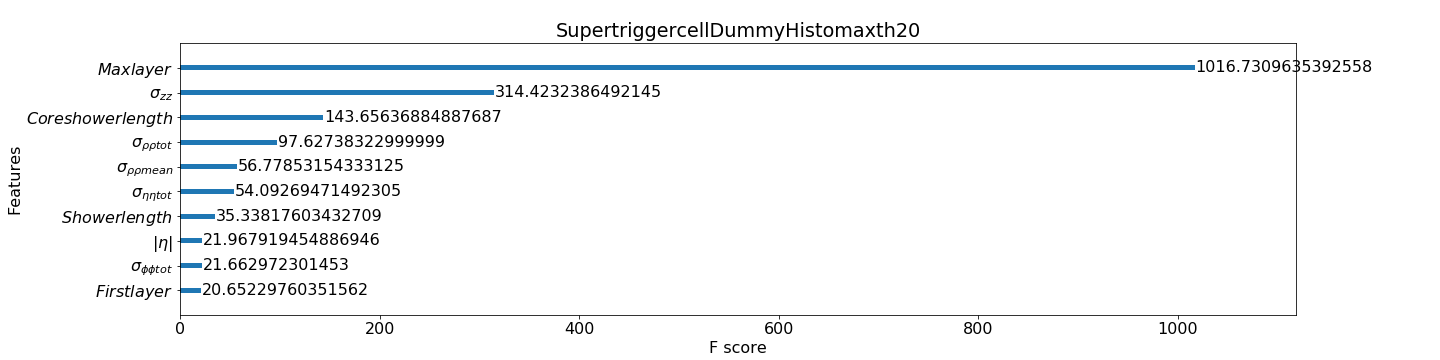 SupertriggercellDummyHistomaxth20
Maxlayer 1016.7309635392558
σzz 314.4232386492145
Coreshowerlength 143.65636884887687
σρρtot 97.62738322999999
σρρmean 56.77853154333125
σηηtot 54.09269471492305
Showerlength 35.33817603432709
|η| 21.967919454886946
σϕϕtot 21.662972301453
Firstlayer 20.65229760351562
Features
0 200 400 600 800 1000
F score